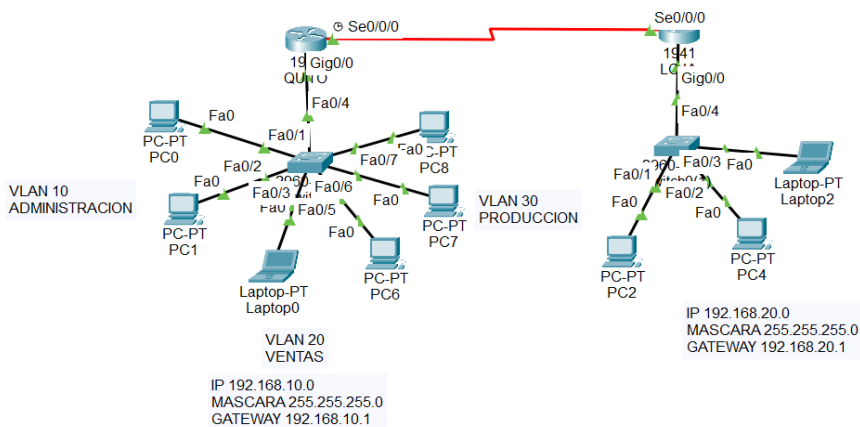 Se0/0/0
Se0/0/0
Gig0/0
1941
Gig0/0
Fa0/4
Fa0/4
Fa0
PC-PT
PC0
Fa0/1
Fa0
Fa0/7
PC8
Fa0/2
Fa0
Fa0/3
Fa0/6
Fa0/5
Fa0
VLAN 10
ADMINISTRACION
PC-PT
PC1
VLAN 30
PRODUCCION
PC-PT
PC7
Fa0
PC-PT
PC6
Laptop-PT
Laptop0
Fa0/3
Fa0
Fa0/1
Fa0/2
Fa0
Fa0
Laptop-PT
Laptop2
PC-PT
PC4
PC-PT
PC2
VLAN 20
VENTAS
IP 192.168.10.0
MASCARA 255.255.255.0
GATEWAY 192.168.10.1
IP 192.168.20.0
MASCARA 255.255.255.0
GATEWAY 192.168.20.1